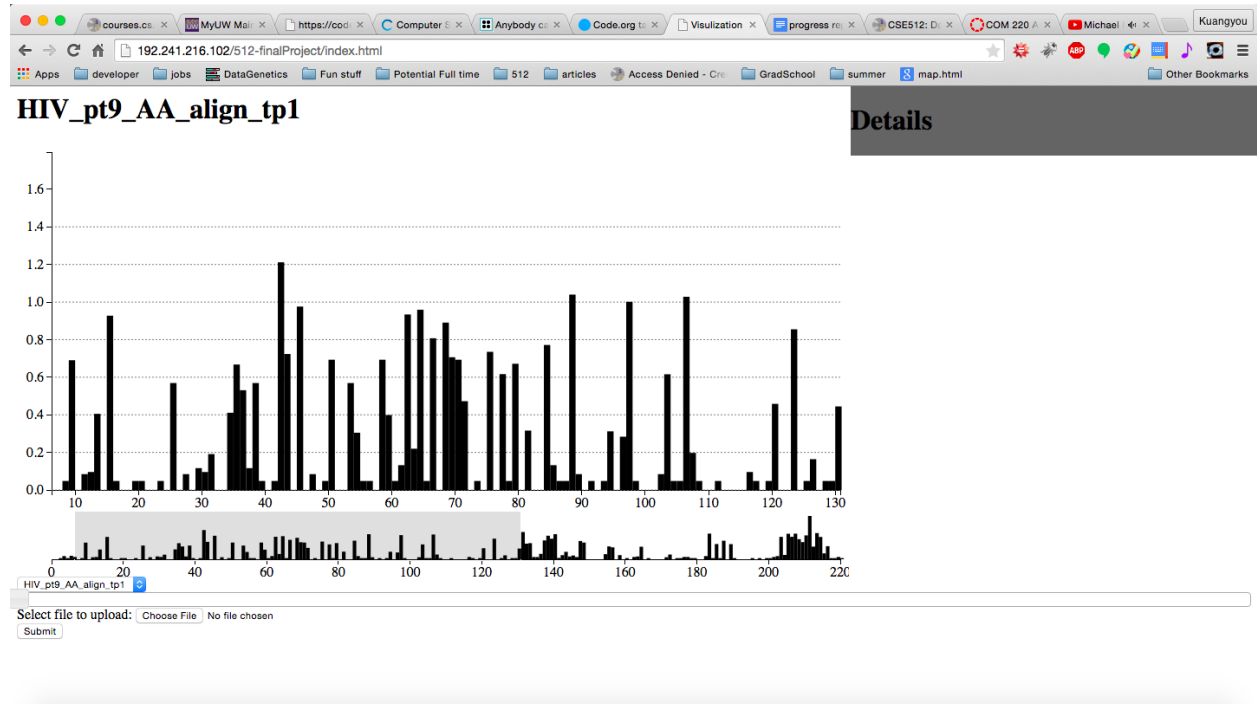 courses.cs. MyUW Main https://code Computer S Anybody ca Code.org ta Visulization progress rep CSE512: Da COM 220 A Michael Kuangyou
192.241.216.102/512-finalProject/index.html
Apps developer jobs DataGenetics Fun stuff Potential Full time 512 articles Access Denied - Cre GradSchool summer map.html Other Bookmarks
HIV_pt9_AA_align_tp1
Details
1.6
1.4
1.2
1.0
0.8
0.6
0.4
0.2
0.0
10 20 30 40 50 60 70 80 90 100 110 120 130
0 20 40 60 80 100 120 140 160 180 200 220
HIV_pt9_AA_align_tp1
Select file to upload: Choose File No file chosen
Submit